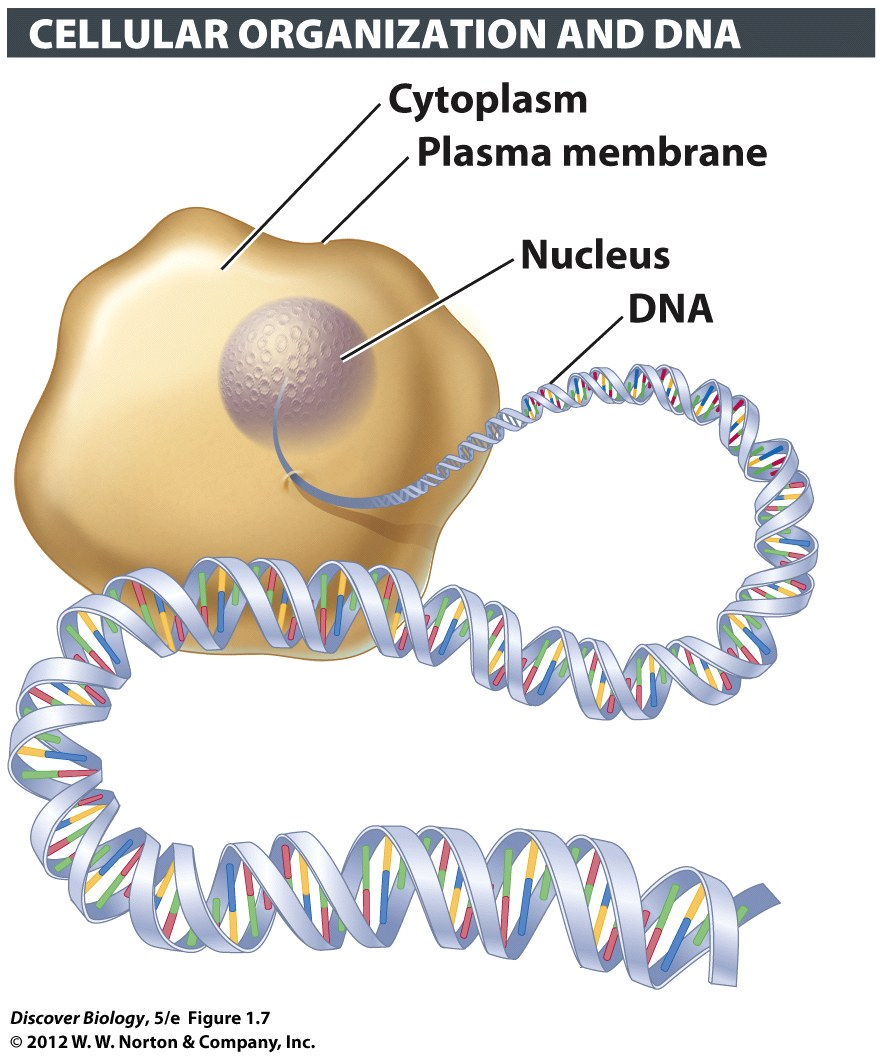 CELLULAR ORGANIZATION AND DNA
Cytoplasm
Plasma membrane
Nucleus
DNA
Discover Biology, 5/e Figure 1.7
© 2012 W. W. Norton & Company, Inc.